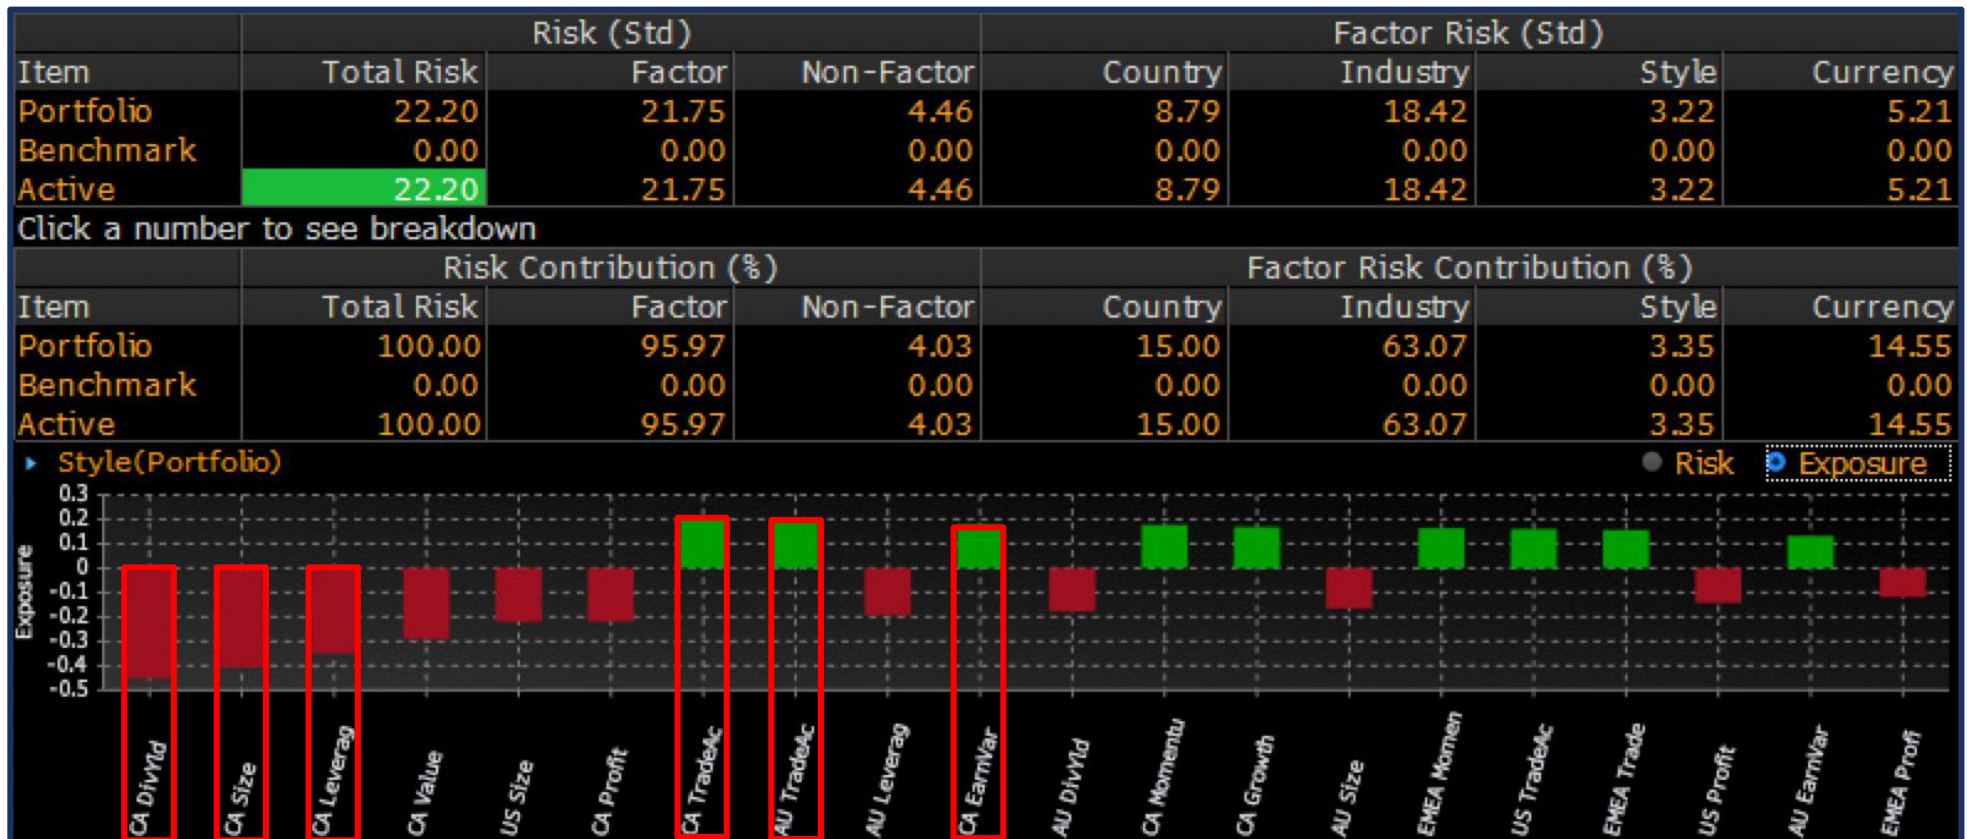 Risk (Std) Factor Risk (Std)
Item Total Risk Factor Non-Factor Country Industry Style Currency
Portfolio 22.20 21.75 4.46 8.79 18.42 3.22 5.21
Benchmark 0.00 0.00 0.00 0.00 0.00 0.00 0.00
Active 22.20 21.75 4.46 8.79 18.42 3.22 5.21
Click a number to see breakdown
Risk Contribution (%) Factor Risk Contribution (%)
Item Total Risk Factor Non-Factor Country Industry Style Currency
Portfolio 100.00 95.97 4.03 15.00 63.07 3.35 14.55
Benchmark 0.00 0.00 0.00 0.00 0.00 0.00 0.00
Active 100.00 95.97 4.03 15.00 63.07 3.35 14.55
Style(Portfolio) Risk Exposure
Exposure
0.3
0.2
0.1
0
-0.1
-0.2
-0.3
-0.4
-0.5
CA DivYld
CA Size
CA Leverag
CA Value
US Size
CA Profit
CA TradeAc
AU TradeAc
AU Leverag
CA EarnVar
AU DivYld
CA Momentu
CA Growth
AU Size
EMEA Momen
US TradeAc
EMEA Trade
US Profit
AU EarnVar
EMEA Profi